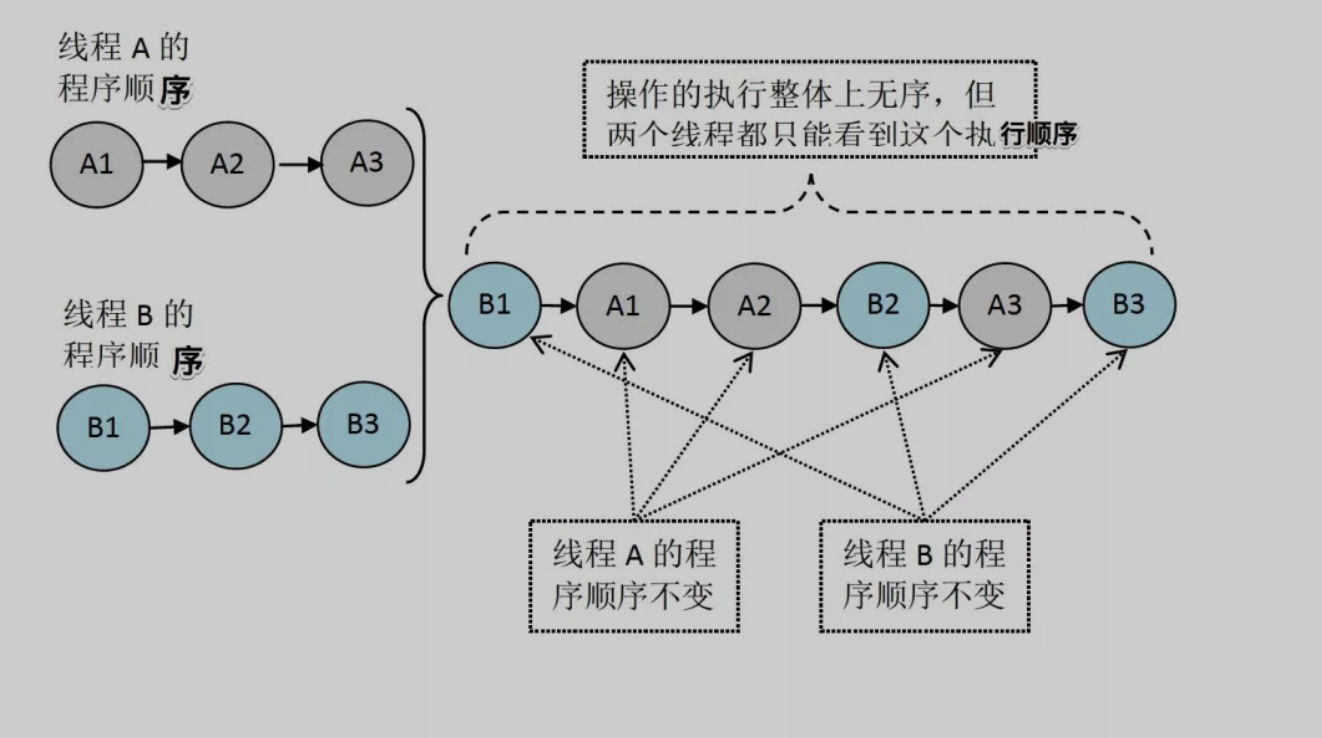 线程 A 的
程序顺序
A1 A2 A3
操作的执行整体上无序，但
两个线程都只能看到这个执行顺序
B1 A1 A2 B2 A3 B3
线程 B 的
程序顺序
B1 B2 B3
线程 A 的程
序顺序不变
线程 B 的程
序顺序不变